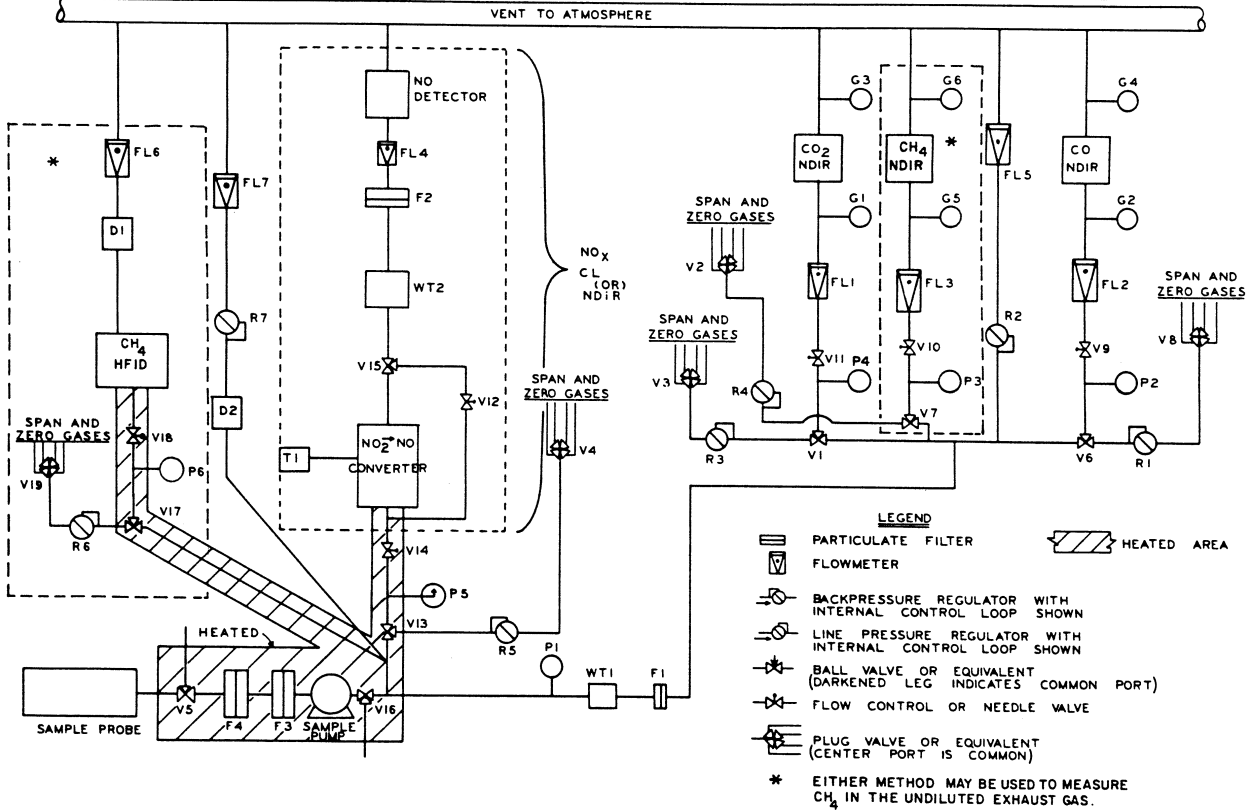 VENT TO ATMOSPHERE
NO
DETECTOR
FL4
F2
WT2
V15
V12
NO2→NO
CONVERTER
T1
V14
P5
V13
NOX
CL
(OR)
NDiR
*
FL6
D1
CH4
HFID
SPAN AND
ZERO GASES
V18
V19
P6
V17
R6
FL7
R7
D2
HEATED
SAMPLE PROBE
V5
F4
F3
SAMPLE
PUMP
V16
R5
SPAN AND
ZERO GASES
V4
P1
WT1
F1
G3
CO2
NDIR
G1
FL1
V11
P4
V1
SPAN AND
ZERO GASES
V2
R4
SPAN AND
ZERO GASES
V3
R3
G6
CH4
NDIR
*
G5
FL3
V10
P3
V7
FL5
R2
G4
CO
NDIR
G2
FL2
V9
P2
V6
R1
SPAN AND
ZERO GASES
V8
LEGEND
PARTICULATE FILTER
HEATED AREA
FLOWMETER
BACKPRESSURE REGULATOR WITH
INTERNAL CONTROL LOOP SHOWN
LINE PRESSURE REGULATOR WITH
INTERNAL CONTROL LOOP SHOWN
BALL VALVE OR EQUIVALENT
(DARKENED LEG INDICATES COMMON PORT)
FLOW CONTROL OR NEEDLE VALVE
PLUG VALVE OR EQUIVALENT
(CENTER PORT IS COMMON)
* EITHER METHOD MAY BE USED TO MEASURE
CH4 IN THE UNDILUTED EXHAUST GAS.